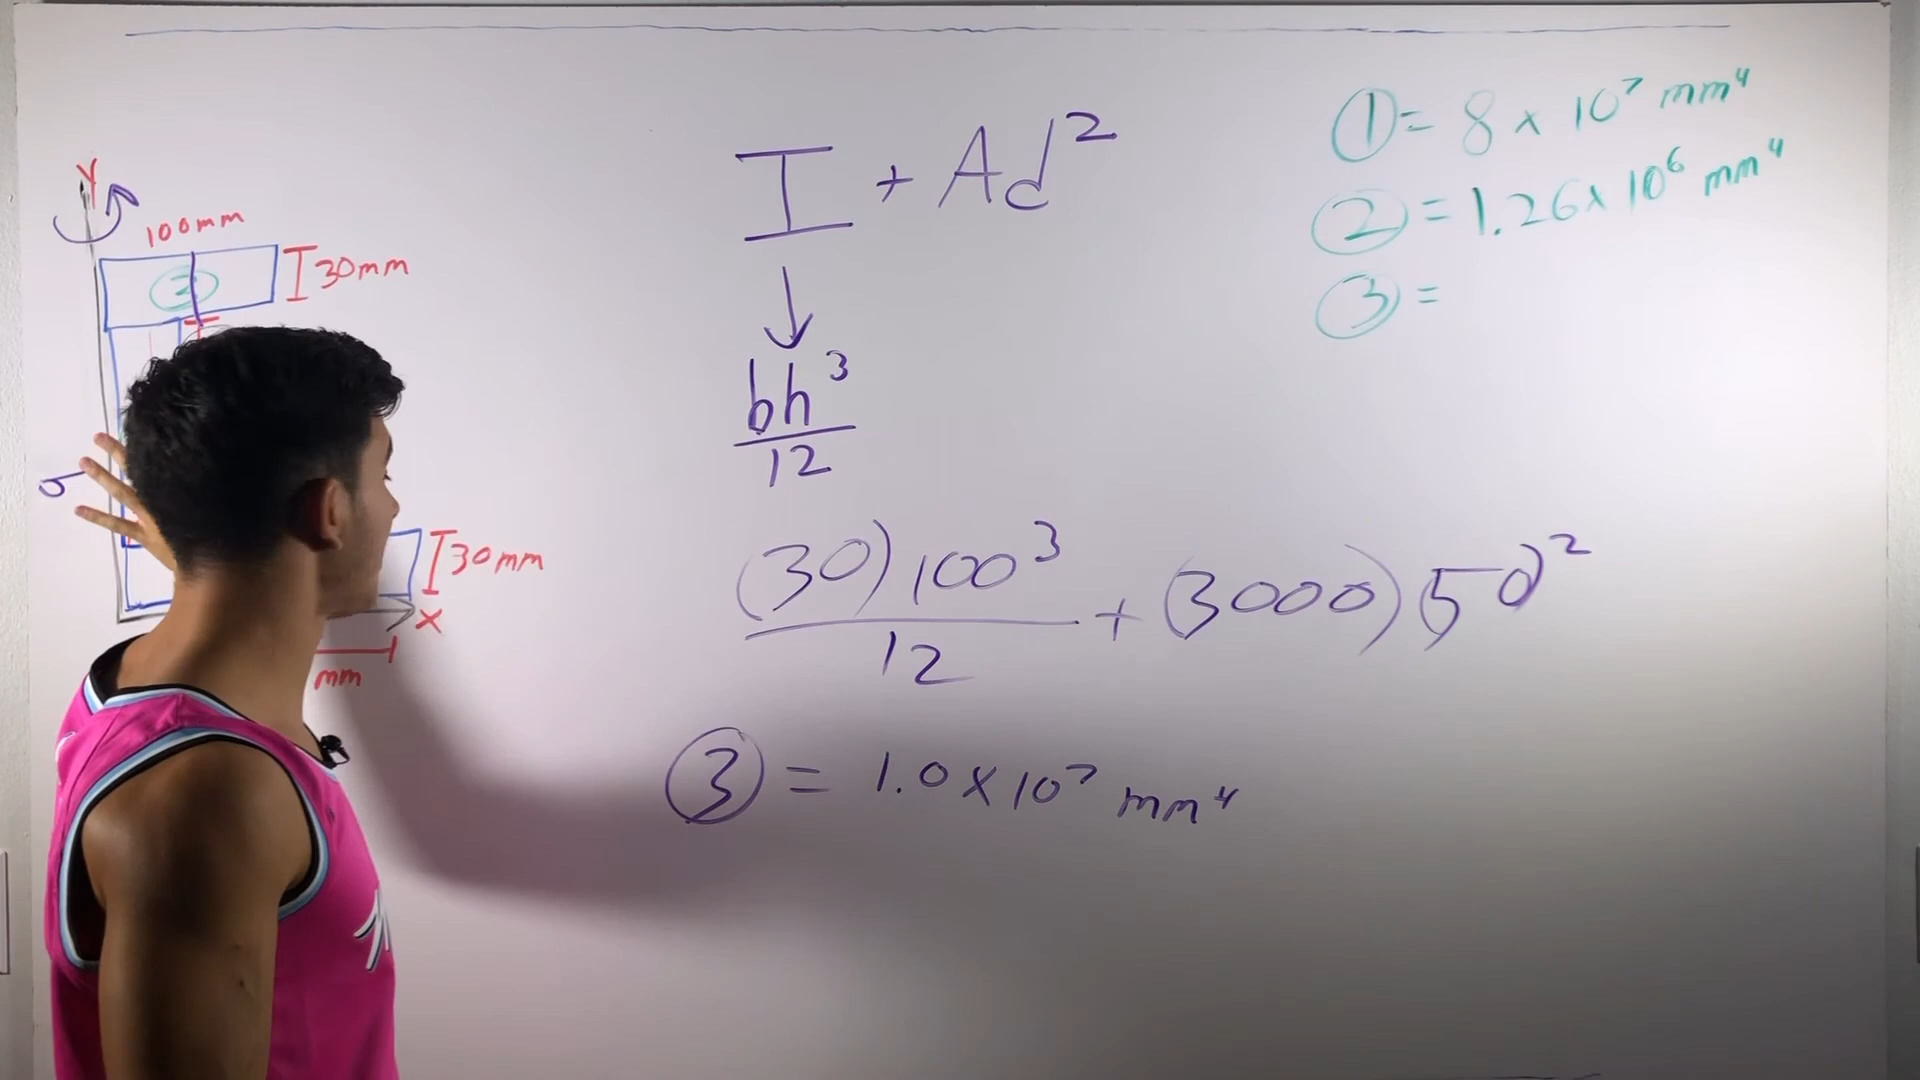 Y
100mm
③ 30mm
30mm
x
mm
I + Ad²
bh³
12
(30)100³
12
+ (3000)50²
③ = 1.0 x 10⁷ mm⁴
① = 8 x 10⁷ mm⁴
② = 1.26 x 10⁶ mm⁴
③ =